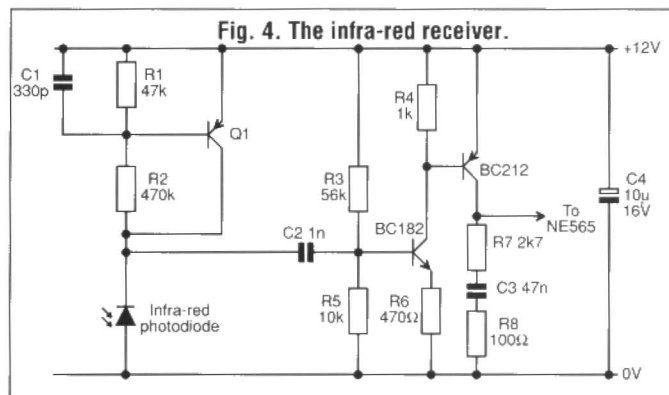 Fig. 4. The infra-red receiver.
+12V
C1
330p
R1
47k
Q1
R2
470k
R3
56k
R4
1k
BC212
C4
10u
16V
To
NE565
C2 1n
BC182
R7 2k7
C3 47n
Infra-red
photodiode
R5
10k
R6
470Ω
R8
100Ω
0V